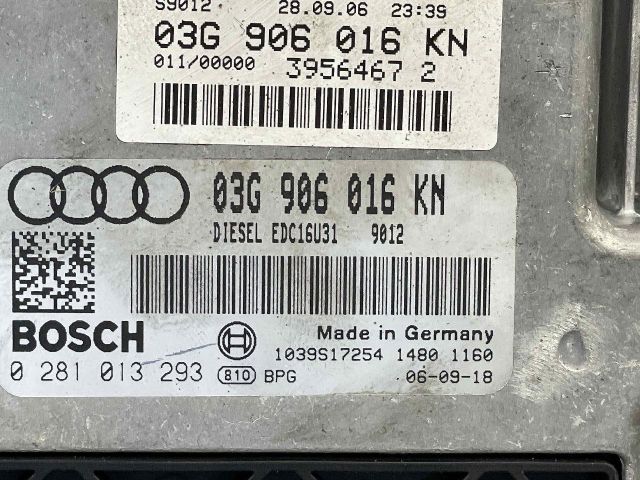 S9012 28.09.06 23:39
03G 906 016 KN
011/00000 3956467 2
03G 906 016 KN
DIESEL EDC16U31 9012
BOSCH Made in Germany
1039S17254 1480 1160
0 281 013 293 810 BPG 06-09-18